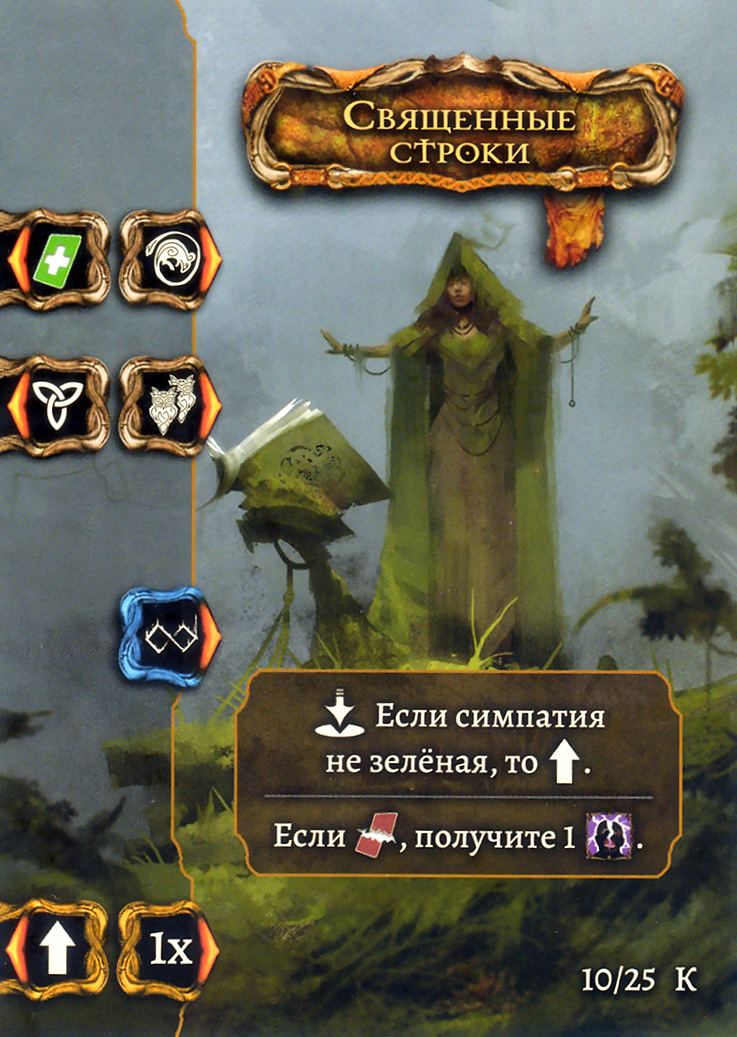 Священные
строки
Если симпатия
не зелёная, то .
Если , получите 1 .
1x
10/25 К